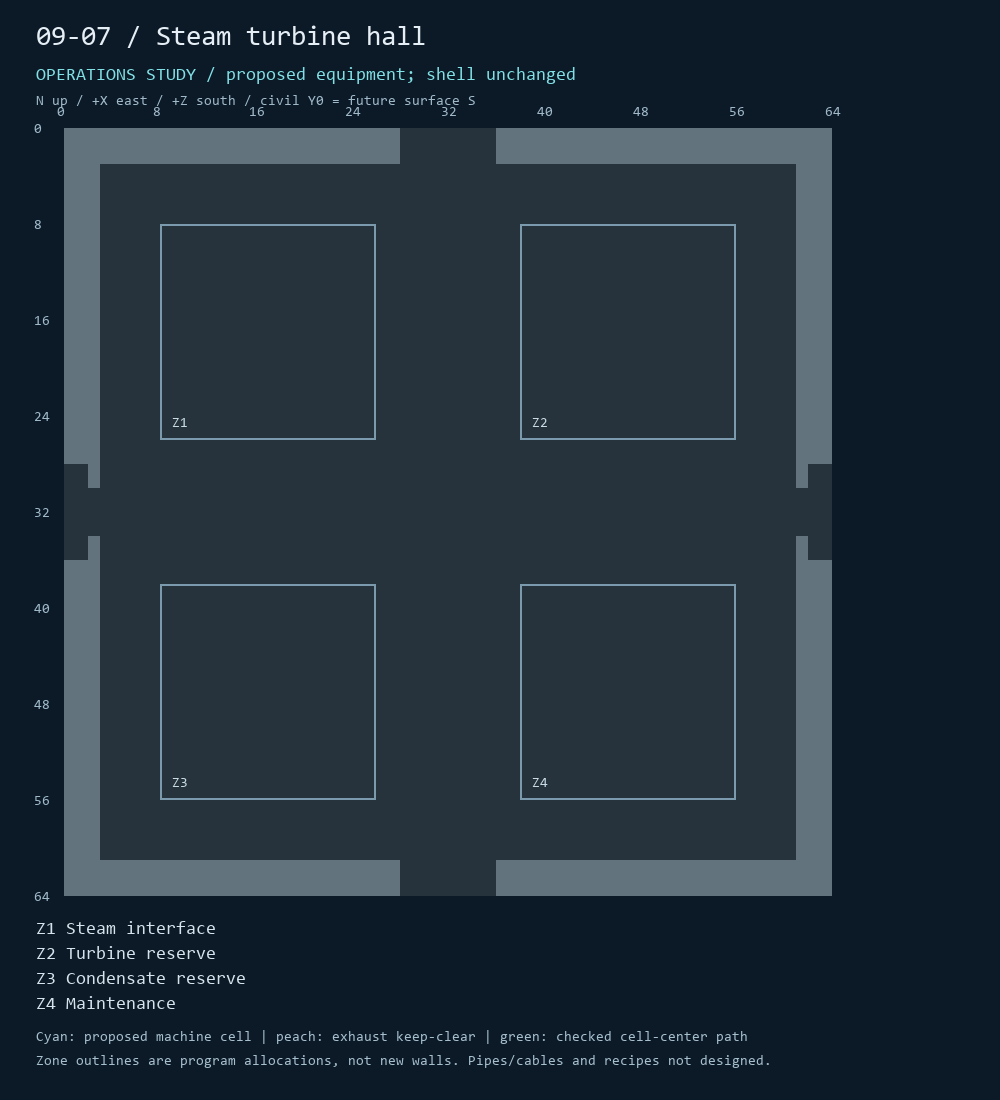 09-07 / Steam turbine hall
OPERATIONS STUDY / proposed equipment; shell unchanged
N up / +X east / +Z south / civil Y0 = future surface S
0 8 16 24 32 40 48 56 64
0
8
16
24
32
40
48
56
64
Z1 Z2
Z3 Z4
Z1 Steam interface
Z2 Turbine reserve
Z3 Condensate reserve
Z4 Maintenance
Cyan: proposed machine cell | peach: exhaust keep-clear | green: checked cell-center path
Zone outlines are program allocations, not new walls. Pipes/cables and recipes not designed.